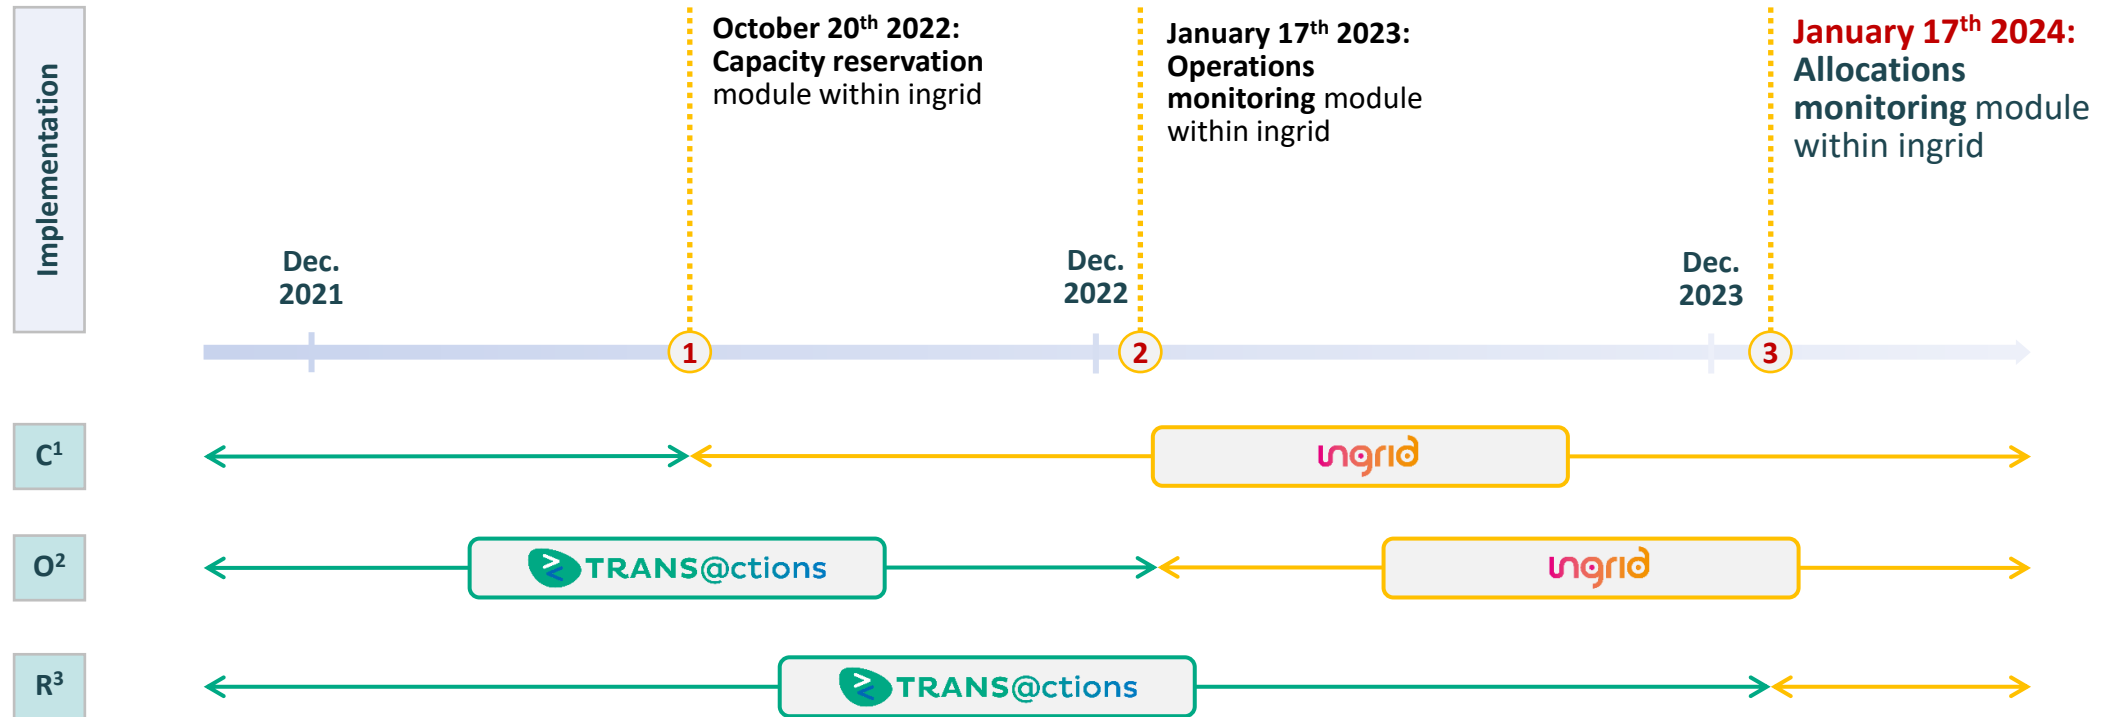 Implementation
October 20th 2022:
Capacity reservation
module within ingrid
January 17th 2023:
Operations
monitoring module
within ingrid
January 17th 2024:
Allocations
monitoring module
within ingrid
Dec.
2021
Dec.
2022
Dec.
2023
1
2
3
C1
ingrid
O2
TRANS@ctions
ingrid
R3
TRANS@ctions